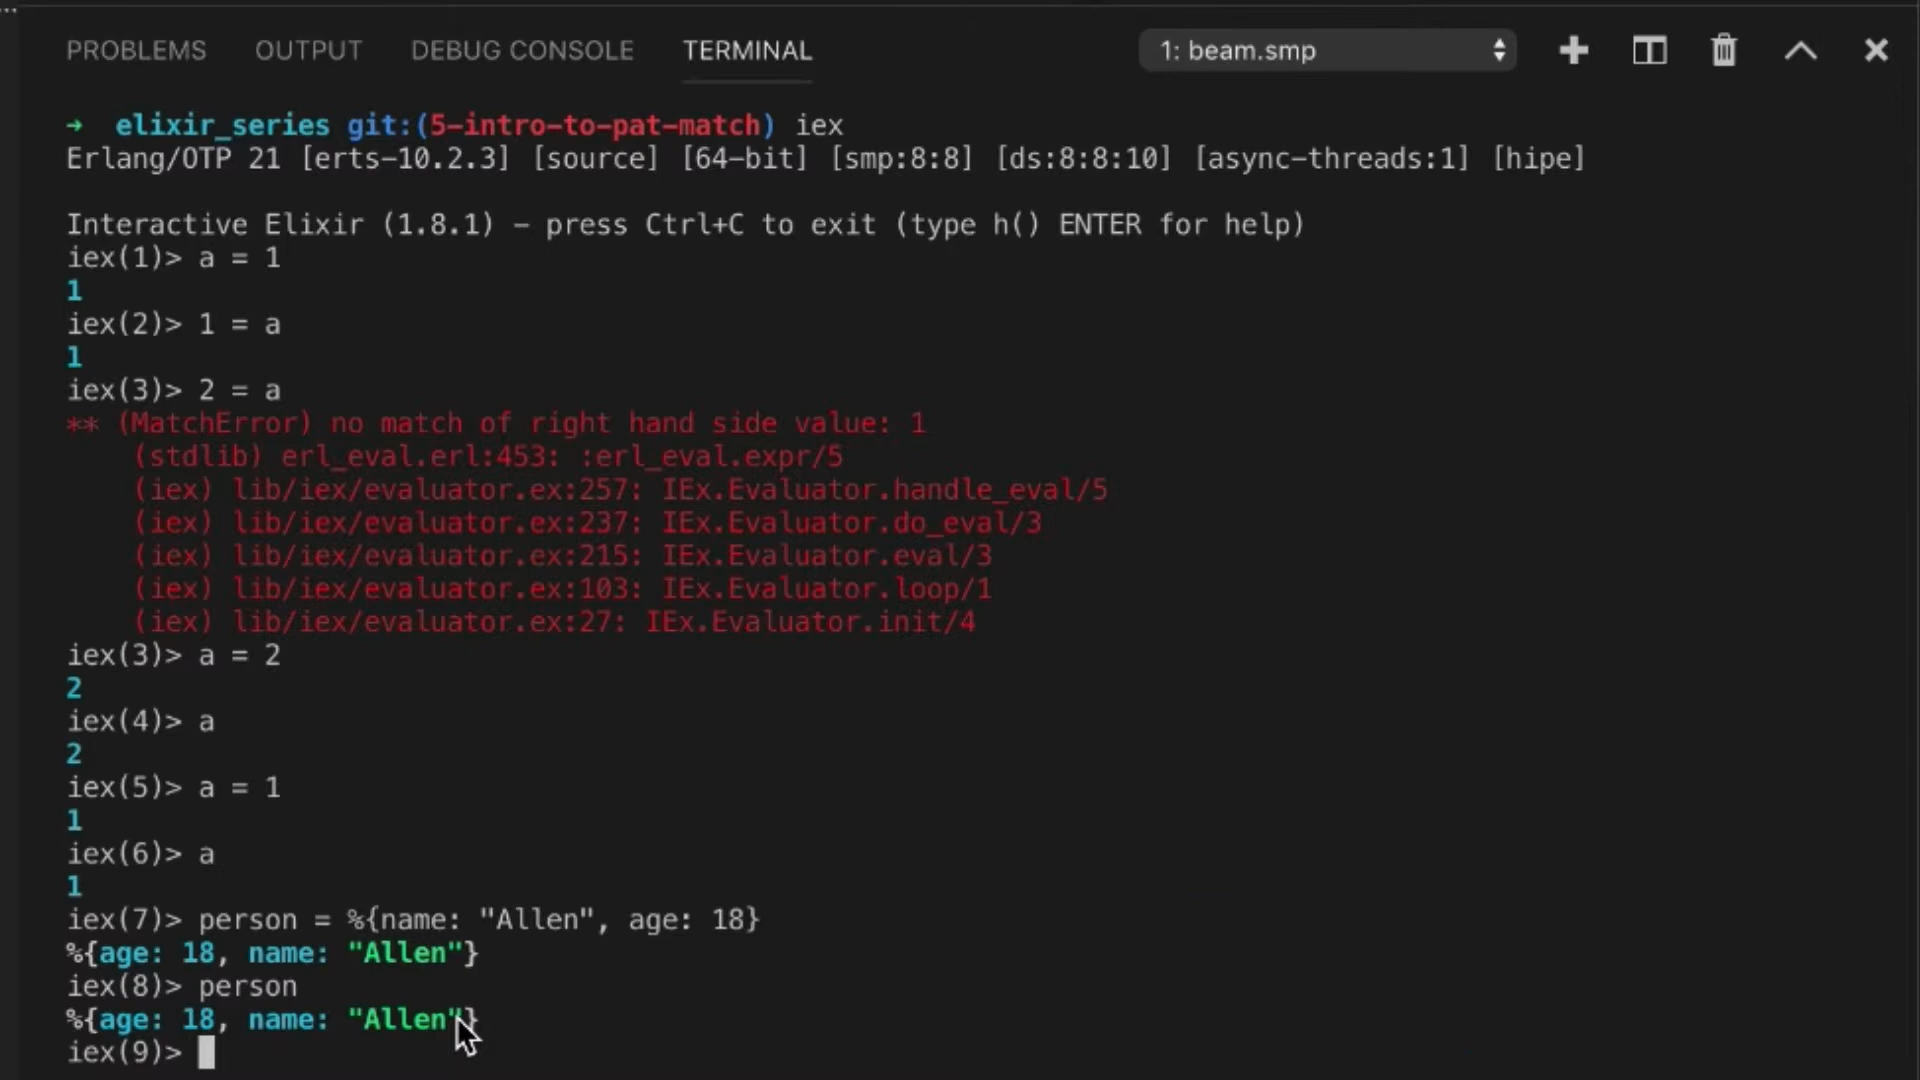 PROBLEMS OUTPUT DEBUG CONSOLE TERMINAL 1: beam.smp
→ elixir_series git:(5-intro-to-pat-match) iex
Erlang/OTP 21 [erts-10.2.3] [source] [64-bit] [smp:8:8] [ds:8:8:10] [async-threads:1] [hipe]
Interactive Elixir (1.8.1) - press Ctrl+C to exit (type h() ENTER for help)
iex(1)> a = 1
1
iex(2)> 1 = a
1
iex(3)> 2 = a
** (MatchError) no match of right hand side value: 1
(stdlib) erl_eval.erl:453: :erl_eval.expr/5
(iex) lib/iex/evaluator.ex:257: IEx.Evaluator.handle_eval/5
(iex) lib/iex/evaluator.ex:237: IEx.Evaluator.do_eval/3
(iex) lib/iex/evaluator.ex:215: IEx.Evaluator.eval/3
(iex) lib/iex/evaluator.ex:103: IEx.Evaluator.loop/1
(iex) lib/iex/evaluator.ex:27: IEx.Evaluator.init/4
iex(3)> a = 2
2
iex(4)> a
2
iex(5)> a = 1
1
iex(6)> a
1
iex(7)> person = %{name: "Allen", age: 18}
%{age: 18, name: "Allen"}
iex(8)> person
%{age: 18, name: "Allen"}
iex(9)>